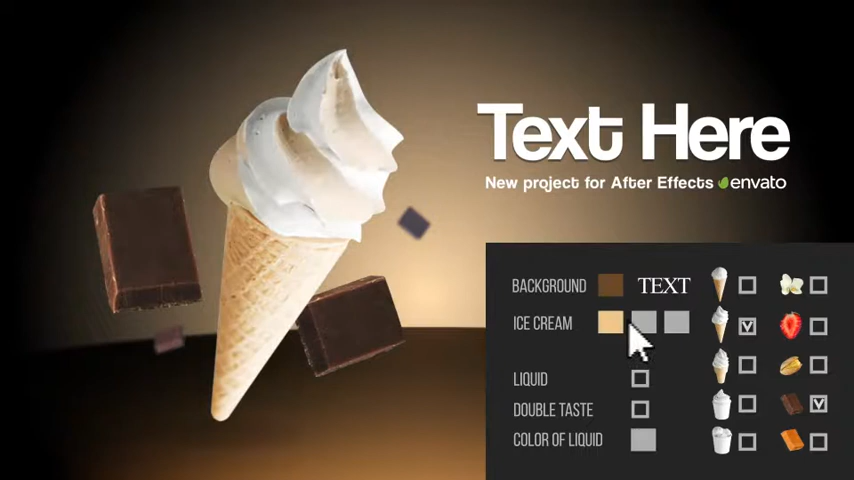 Text Here
New project for After Effects envato
BACKGROUND TEXT
ICE CREAM
LIQUID
DOUBLE TASTE
COLOR OF LIQUID